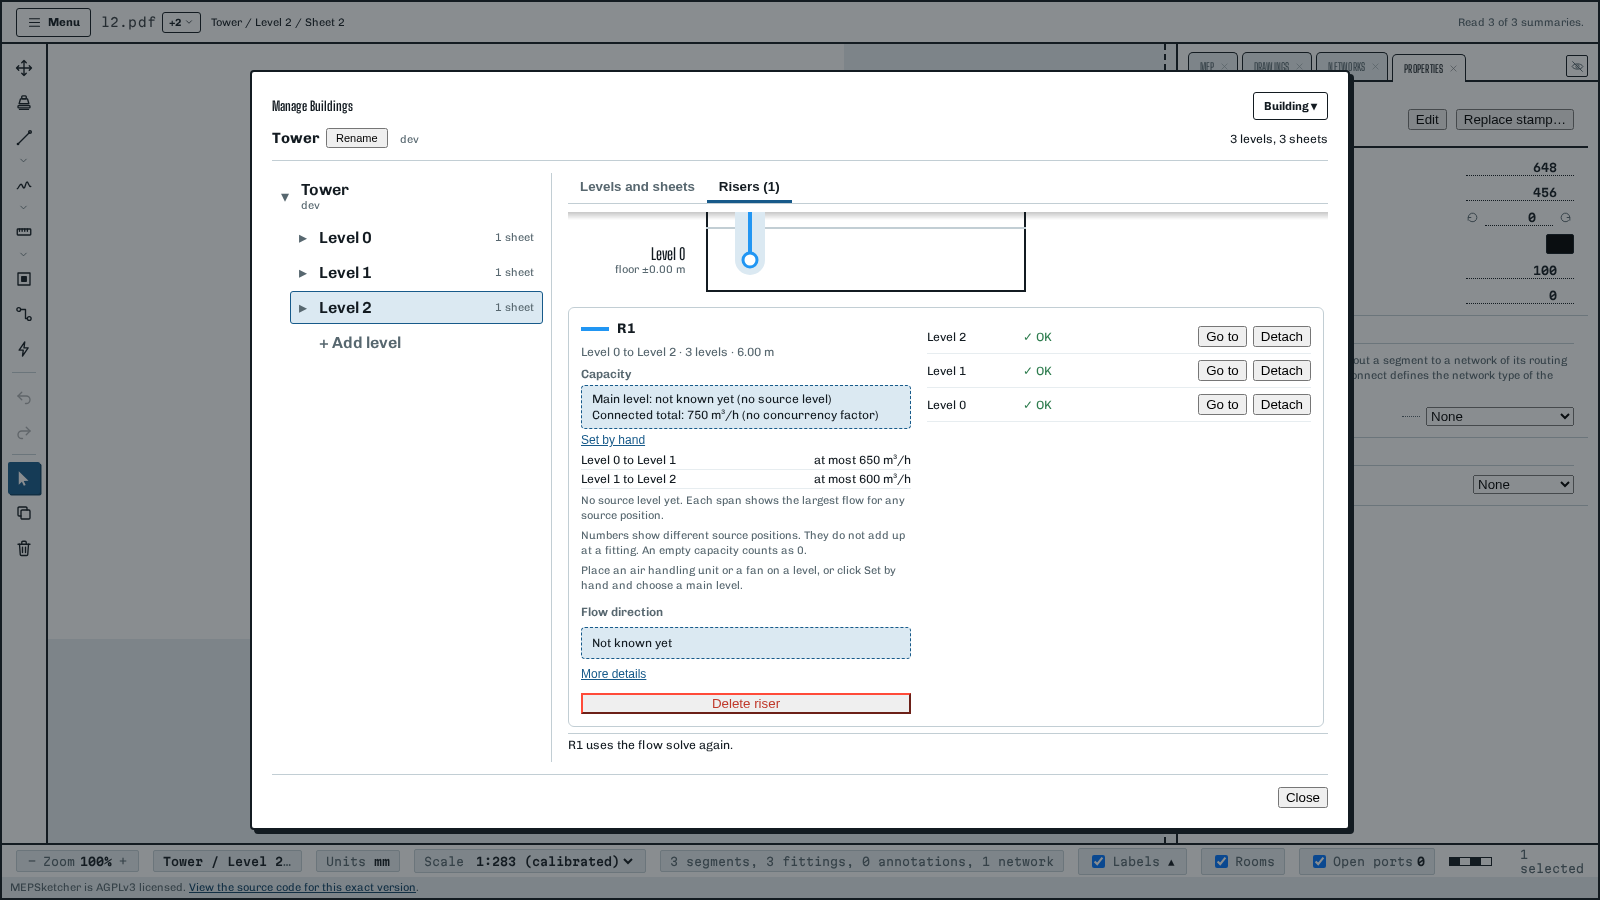 Menu
l2.pdf
+2
Tower / Level 2 / Sheet 2
Read 3 of 3 summaries.
MEP
DRAWINGS
NETWORKS
PROPERTIES
Edit
Replace stamp…
648
456
0
100
0
out a segment to a network of its routing
onnect defines the network type of the
None
None
Manage Buildings
Building ▾
Tower
Rename
dev
3 levels, 3 sheets
Tower
dev
Level 0
1 sheet
Level 1
1 sheet
Level 2
1 sheet
+ Add level
Levels and sheets
Risers (1)
Level 0
floor ±0.00 m
R1
Level 0 to Level 2 · 3 levels · 6.00 m
Capacity
Main level: not known yet (no source level)
Connected total: 750 m³/h (no concurrency factor)
Set by hand
Level 0 to Level 1
at most 650 m³/h
Level 1 to Level 2
at most 600 m³/h
No source level yet. Each span shows the largest flow for any
source position.
Numbers show different source positions. They do not add up
at a fitting. An empty capacity counts as 0.
Place an air handling unit or a fan on a level, or click Set by
hand and choose a main level.
Flow direction
Not known yet
More details
Delete riser
Level 2
✓ OK
Go to
Detach
Level 1
✓ OK
Go to
Detach
Level 0
✓ OK
Go to
Detach
R1 uses the flow solve again.
Close
− Zoom 100% +
Tower / Level 2…
Units mm
Scale 1:283 (calibrated)
3 segments, 3 fittings, 0 annotations, 1 network
Labels ▲
Rooms
Open ports 0
1
selected
MEPSketcher is AGPLv3 licensed. View the source code for this exact version.